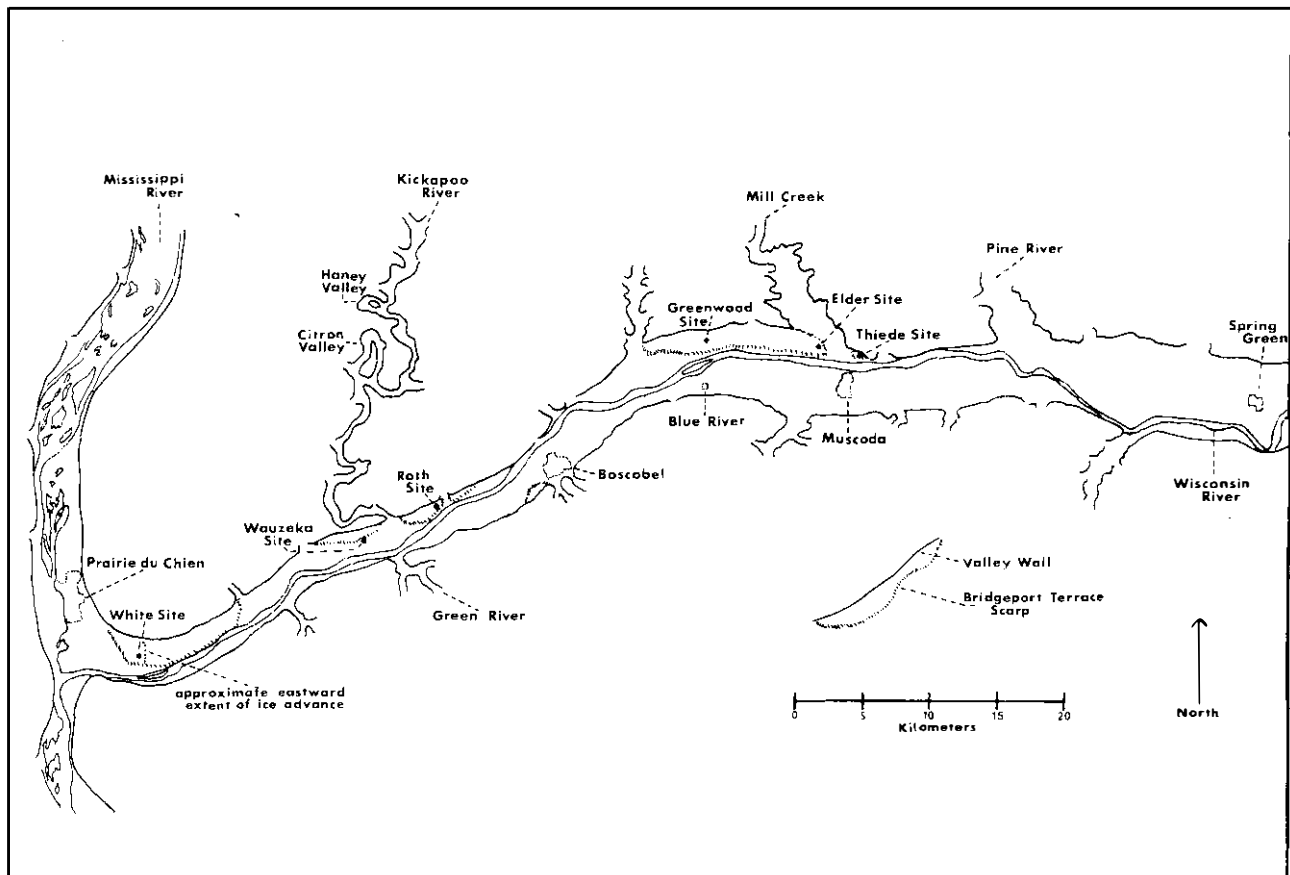 Mississippi
River
Kickapoo
River
Mill Creek
Pine River
Haney
Valley
Citron
Valley
Greenwood
Site
Elder Site
Thiede Site
Spring
Green
Blue River
Muscoda
Boscobel
Wisconsin
River
Roth
Site
Wauzeka
Site
Prairie du Chien
White Site
Green River
approximate eastward
extent of ice advance
Valley Wall
Bridgeport Terrace
Scarp
0 5 10 15 20
Kilometers
North